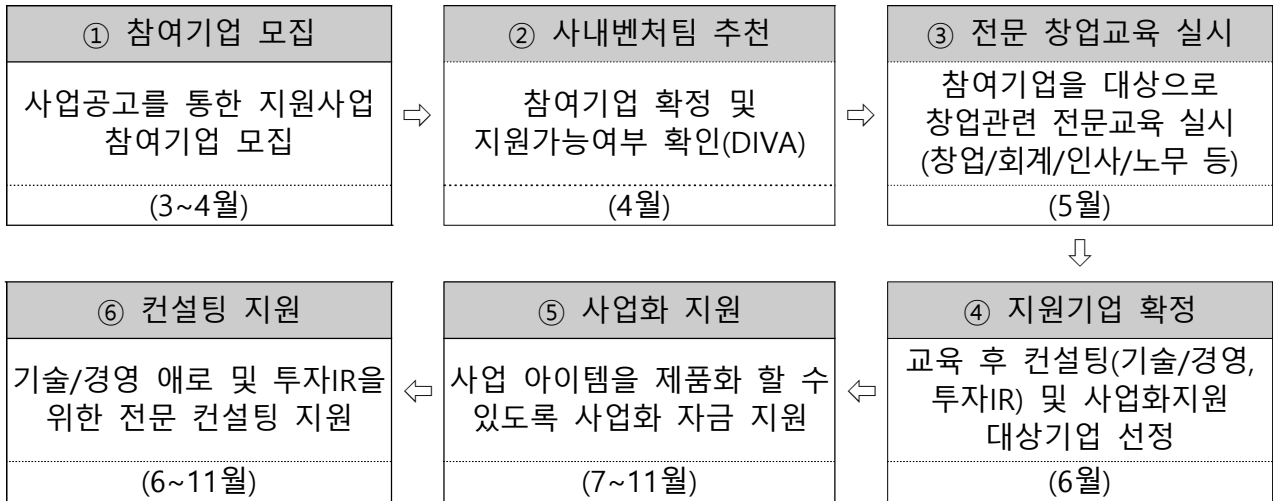 ① 참여기업 모집
사업공고를 통한 지원사업
참여기업 모집
(3~4월)
⇨
② 사내벤처팀 추천
참여기업 확정 및
지원가능여부 확인(DIVA)
(4월)
⇨
③ 전문 창업교육 실시
참여기업을 대상으로
창업관련 전문교육 실시
(창업/회계/인사/노무 등)
(5월)
⇩
④ 지원기업 확정
교육 후 컨설팅(기술/경영,
투자IR) 및 사업화지원
대상기업 선정
(6월)
⇦
⑤ 사업화 지원
사업 아이템을 제품화 할 수
있도록 사업화 자금 지원
(7~11월)
⇦
⑥ 컨설팅 지원
기술/경영 애로 및 투자IR을
위한 전문 컨설팅 지원
(6~11월)